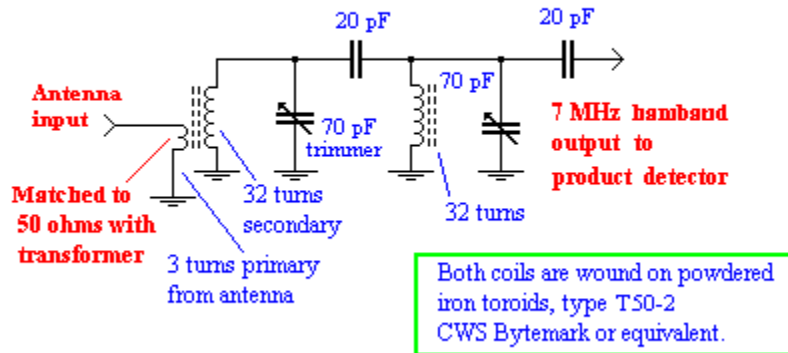 20 pF
20 pF
Antenna
input
70 pF
trimmer
70 pF
7 MHz hamband
output to
product detector
Matched to
50 ohms with
transformer
32 turns
secondary
32 turns
3 turns primary
from antenna
Both coils are wound on powdered
iron toroids, type T50-2
CWS Bytemark or equivalent.